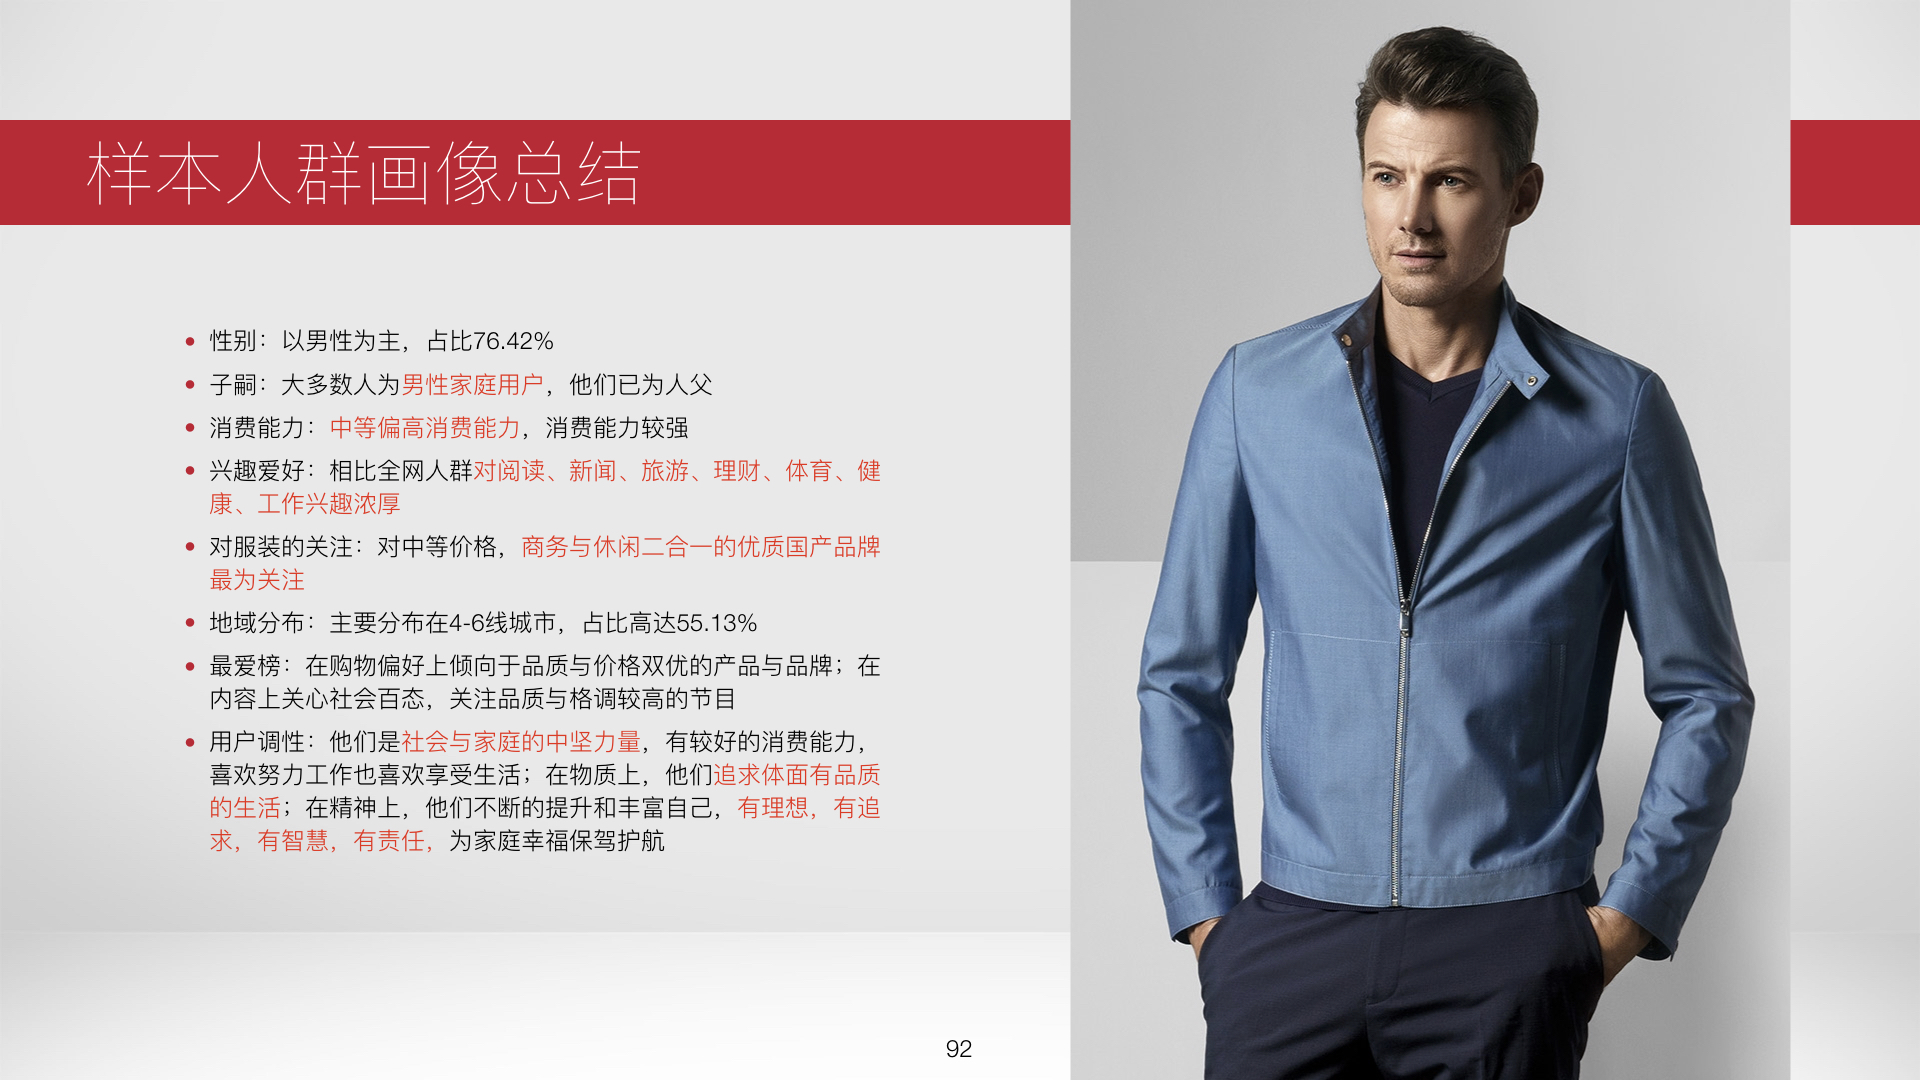 样本人群画像总结
• 性别：以男性为主，占比76.42%
• 子嗣：大多数人为男性家庭用户，他们已为人父
• 消费能力：中等偏高消费能力，消费能力较强
• 兴趣爱好：相比全网人群对阅读、新闻、旅游、理财、体育、健
康、工作兴趣浓厚
• 对服装的关注：对中等价格，商务与休闲二合一的优质国产品牌
最为关注
• 地域分布：主要分布在4-6线城市，占比高达55.13%
• 最爱榜：在购物偏好上倾向于品质与价格双优的产品与品牌；在
内容上关心社会百态，关注品质与格调较高的节目
• 用户调性：他们是社会与家庭的中坚力量，有较好的消费能力，
喜欢努力工作也喜欢享受生活；在物质上，他们追求体面有品质
的生活；在精神上，他们不断的提升和丰富自己，有理想，有追
求，有智慧，有责任，为家庭幸福保驾护航
92